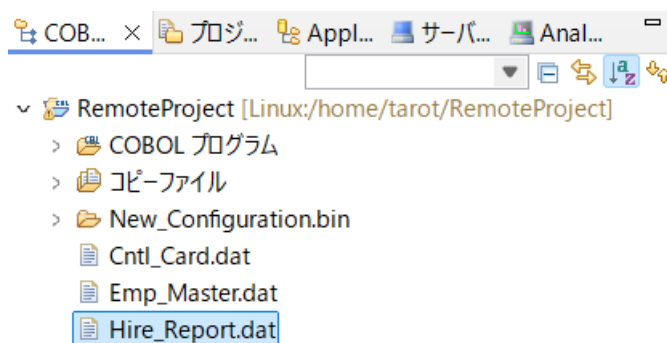 COB... プロジ... Appl... サーバ... Anal...
RemoteProject [Linux:/home/tarot/RemoteProject]
COBOL プログラム
コピーファイル
New_Configuration.bin
Cntl_Card.dat
Emp_Master.dat
Hire_Report.dat